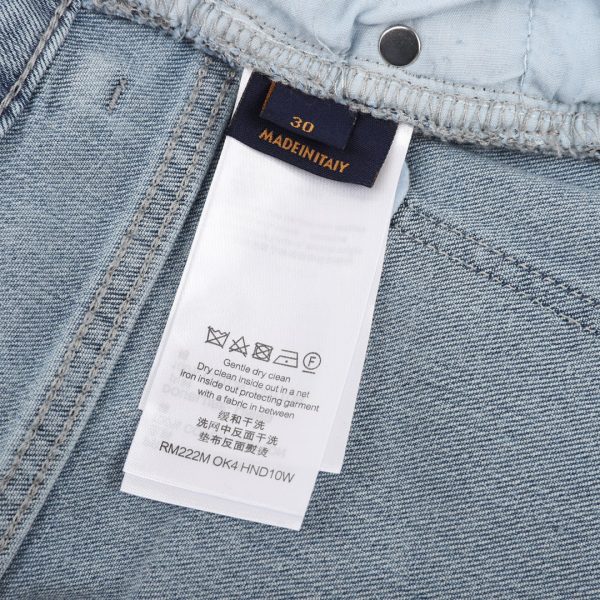 30
MADEINITAIY
Gentle dry clean
Dry clean inside out in a net
iron inside out protecting garment
with a fabric in between
缓和干洗
洗网中反面干洗
垫布反面熨烫
RM222M OK4 HND10W